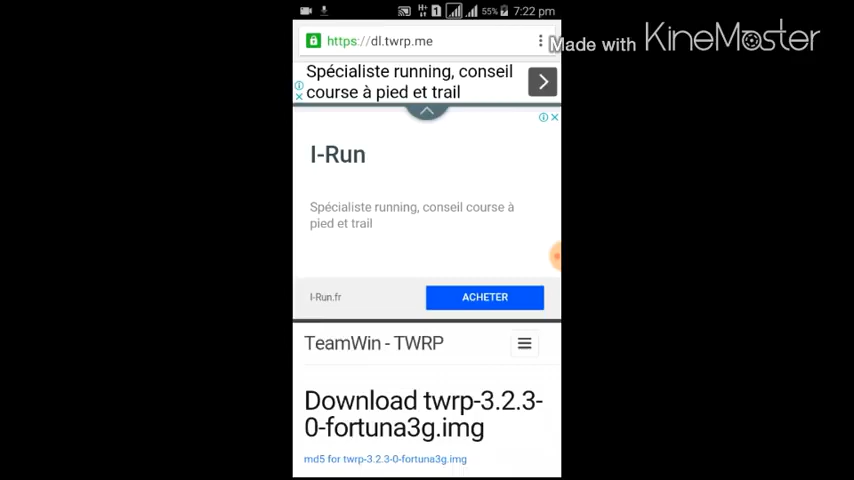 H+ 1 55% 7:22 pm
https://dl.twrp.me
Made with KineMaster
Spécialiste running, conseil
course à pied et trail
I-Run
Spécialiste running, conseil course à
pied et trail
I-Run.fr ACHETER
TeamWin - TWRP
Download twrp-3.2.3-
0-fortuna3g.img
md5 for twrp-3.2.3-0-fortuna3g.img